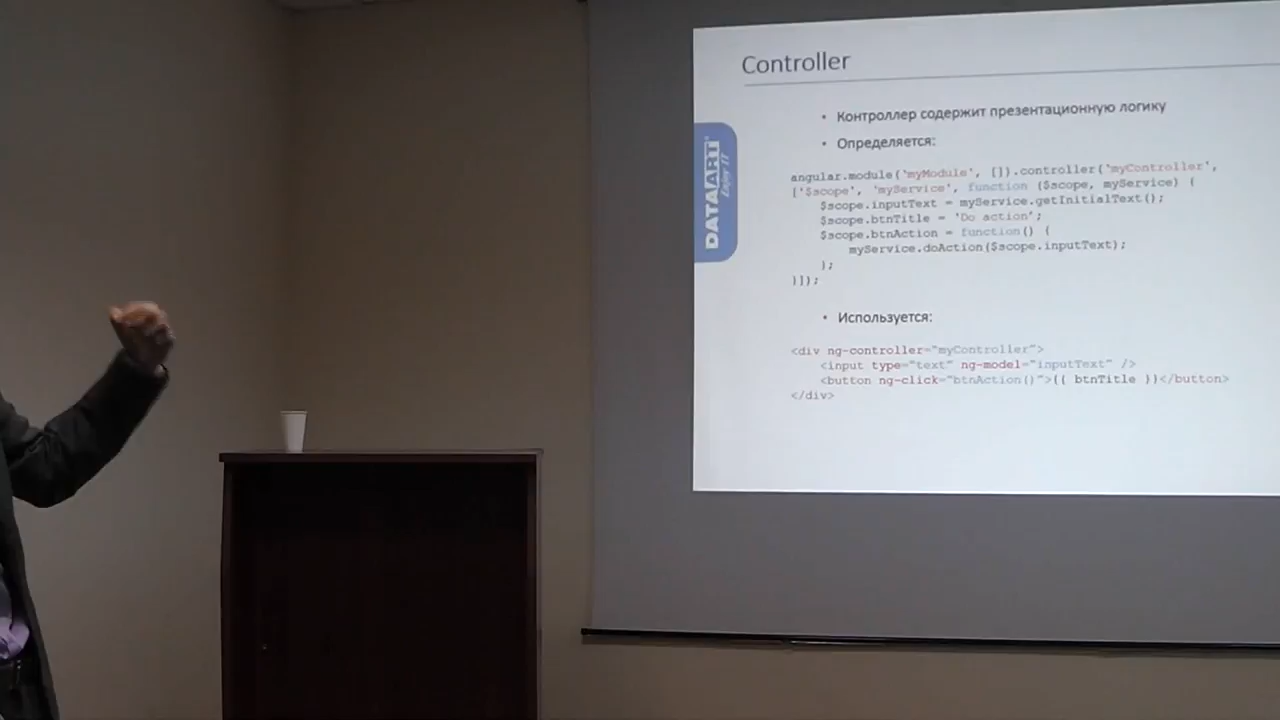 Controller
• Контроллер содержит презентационную логику
• Определяется:
angular.module('myModule', []).controller('myController',
['$scope', 'myService', function ($scope, myService) {
$scope.inputText = myService.getInitialText();
$scope.btnTitle = 'Do action';
$scope.btnAction = function() {
myService.doAction($scope.inputText);
};
}]);
• Используется:
<div ng-controller="myController">
<input type="text" ng-model="inputText" />
<button ng-click="btnAction()">{{ btnTitle }}</button>
</div>
DATAART
Enjoy IT